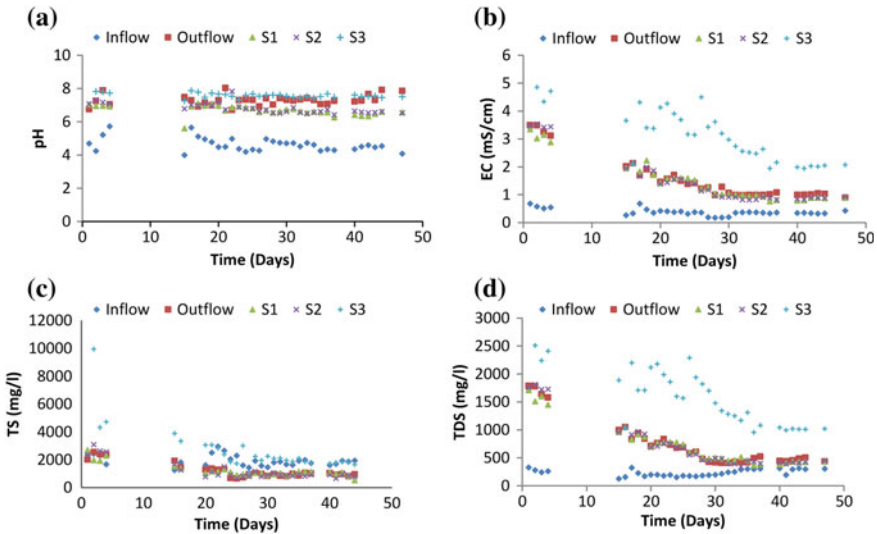 (a)
Inflow Outflow S1 S2 S3
10
8
6
4
2
0
pH
0 10 20 30 40 50
Time (Days)
(b)
Inflow Outflow S1 S2 S3
6
5
4
3
2
1
0
EC (mS/cm)
0 10 20 30 40 50
Time (Days)
(c)
Inflow Outflow S1 S2 S3
12000
10000
8000
6000
4000
2000
0
TS (mg/l)
0 10 20 30 40 50
Time (Days)
(d)
Inflow Outflow S1 S2 S3
3000
2500
2000
1500
1000
500
0
TDS (mg/l)
0 10 20 30 40 50
Time (Days)